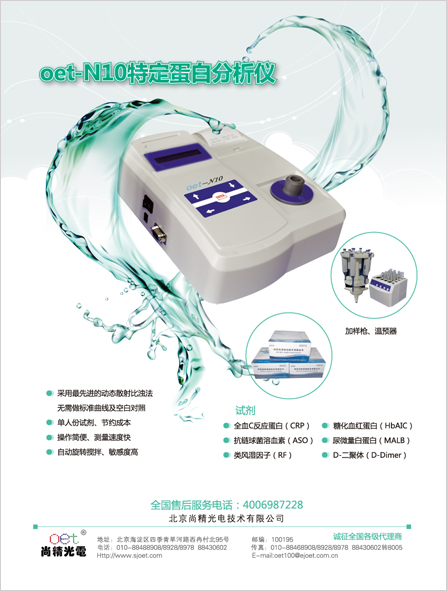 oet-N10特定蛋白分析仪
oet-N10
加样枪、温预器
采用最先进的动态散射比浊法
无需做标准曲线及空白对照
单人份试剂、节约成本
操作简便、测量速度快
自动旋转搅拌、敏感度高
试剂
全血C反应蛋白（CRP） 糖化血红蛋白（HbAIC）
抗链球菌溶血素（ASO） 尿微量白蛋白（MALB）
类风湿因子（RF） D-二聚体（D-Dimer）
全国售后服务电话：4006987228
北京尚精光电技术有限公司
诚征全国各级代理商
oet ®
尚精光電
地址：北京海淀区四季青旱河路西冉村北95号 邮编：100195
电话：010-88488908/8928/8978 88430602 传真：010-88468908/8928/8978 88430602转8005
Http://www.sjoet.com E-mail:oet100@ejoet.com.cn